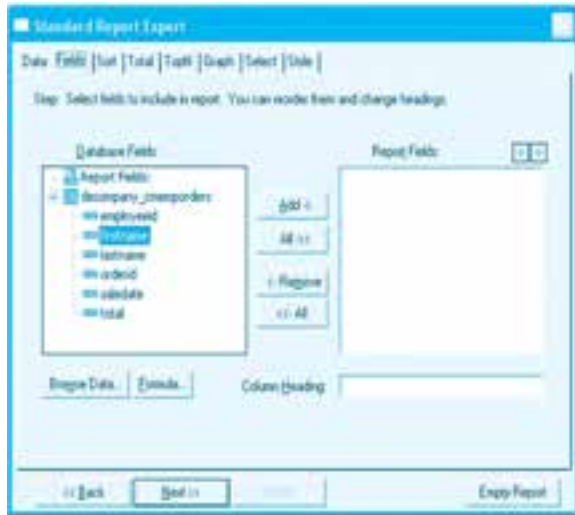 Standard Report Expert
Data Fields Sort Total TopN Graph Select Style
Step: Select fields to include in report. You can reorder them and change headings.
Database Fields: Report Fields:
Report Fields
employeeid
firstname
lastname
orderid
saledate
total
Add ->
All ->>
<- Remove
<<- All
Browse Data... Formula... Column Heading:
<< Back Next >> Empty Report